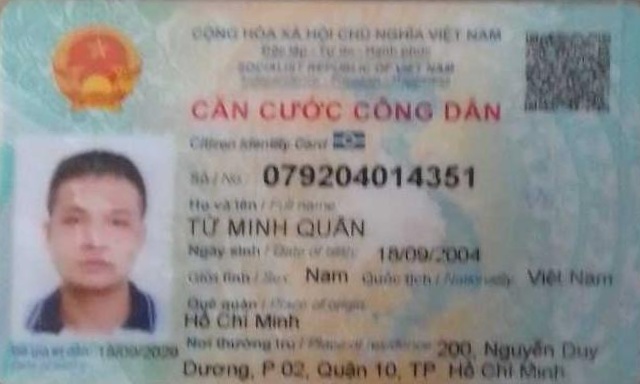 CỘNG HÒA XÃ HỘI CHỦ NGHĨA VIỆT NAM
Độc lập - Tự do - Hạnh phúc
SOCIALIST REPUBLIC OF VIET NAM
Independence - Freedom - Happiness
CĂN CƯỚC CÔNG DÂN
Citizen Identity Card
Số / No. 079204014351
Họ và tên / Full name
TỪ MINH QUÂN
Ngày sinh / Date of birth 18/09/2004
Giới tính / Sex Nam Quốc tịch / Nationality Việt Nam
Quê quán / Place of origin
Hồ Chí Minh
Nơi thường trú / Place of residence 200, Nguyễn Duy
Dương, P 02, Quận 10, TP Hồ Chí Minh
Có giá trị đến
Date of expiry